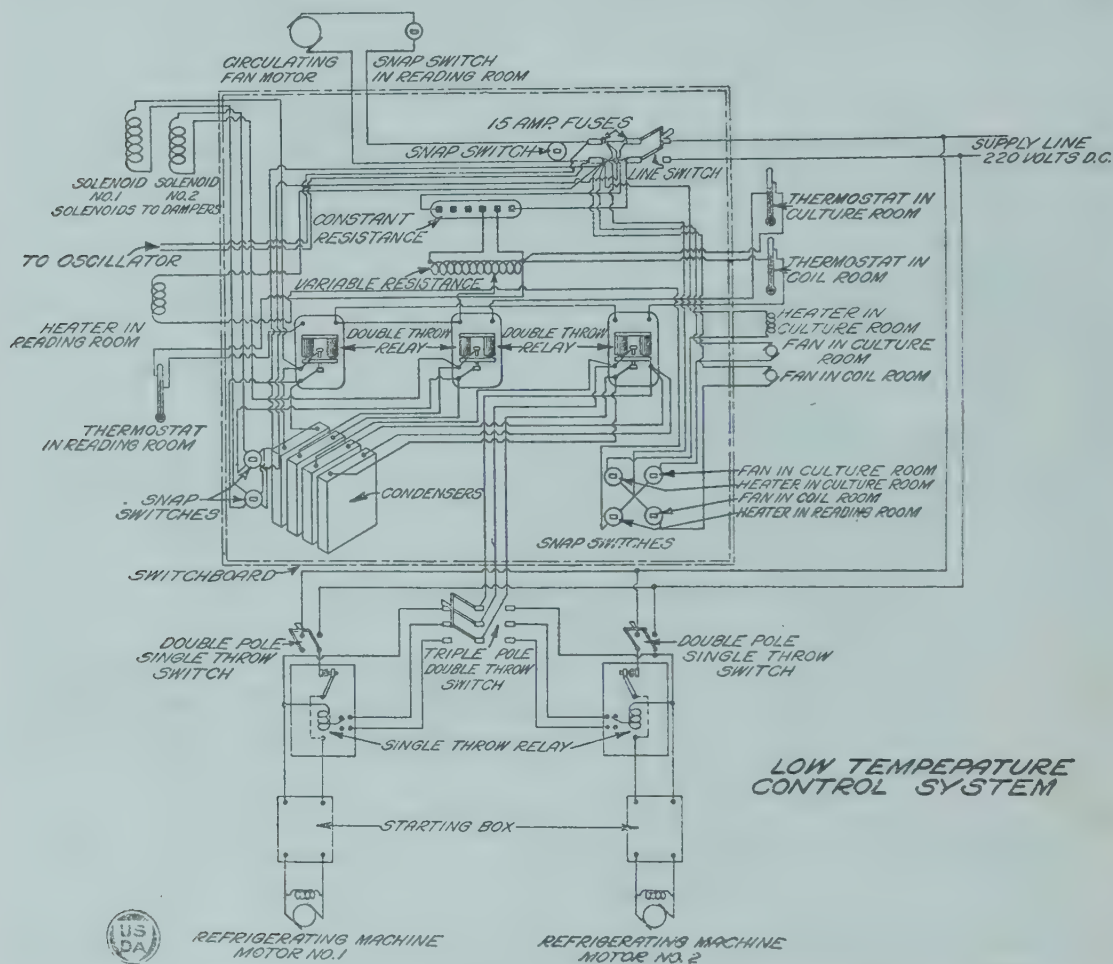 CIRCULATING
FAN MOTOR
SNAP SWITCH
IN READING ROOM
15 AMP. FUSES
SNAP SWITCH
LINE SWITCH
SUPPLY LINE
220 VOLTS D.C.
SOLENOID
NO.1
SOLENOID
NO.2
SOLENOIDS TO DAMPERS
CONSTANT
RESISTANCE
THERMOSTAT IN
CULTURE ROOM
TO OSCILLATOR
VARIABLE RESISTANCE
THERMOSTAT IN
COIL ROOM
HEATER IN
READING ROOM
DOUBLE THROW
RELAY
DOUBLE THROW
RELAY
HEATER IN
CULTURE ROOM
FAN IN CULTURE
ROOM
FAN IN COIL ROOM
THERMOSTAT
IN READING ROOM
SNAP
SWITCHES
CONDENSERS
FAN IN CULTURE ROOM
HEATER IN CULTURE ROOM
FAN IN COIL ROOM
HEATER IN READING ROOM
SNAP SWITCHES
SWITCHBOARD
DOUBLE POLE
SINGLE THROW
SWITCH
TRIPLE POLE
DOUBLE THROW
SWITCH
DOUBLE POLE
SINGLE THROW
SWITCH
SINGLE THROW RELAY
LOW TEMPEPATURE
CONTROL SYSTEM
STARTING BOX
REFRIGERATING MACHINE
MOTOR NO.1
REFRIGERATING MACHINE
MOTOR NO.2
US
DA